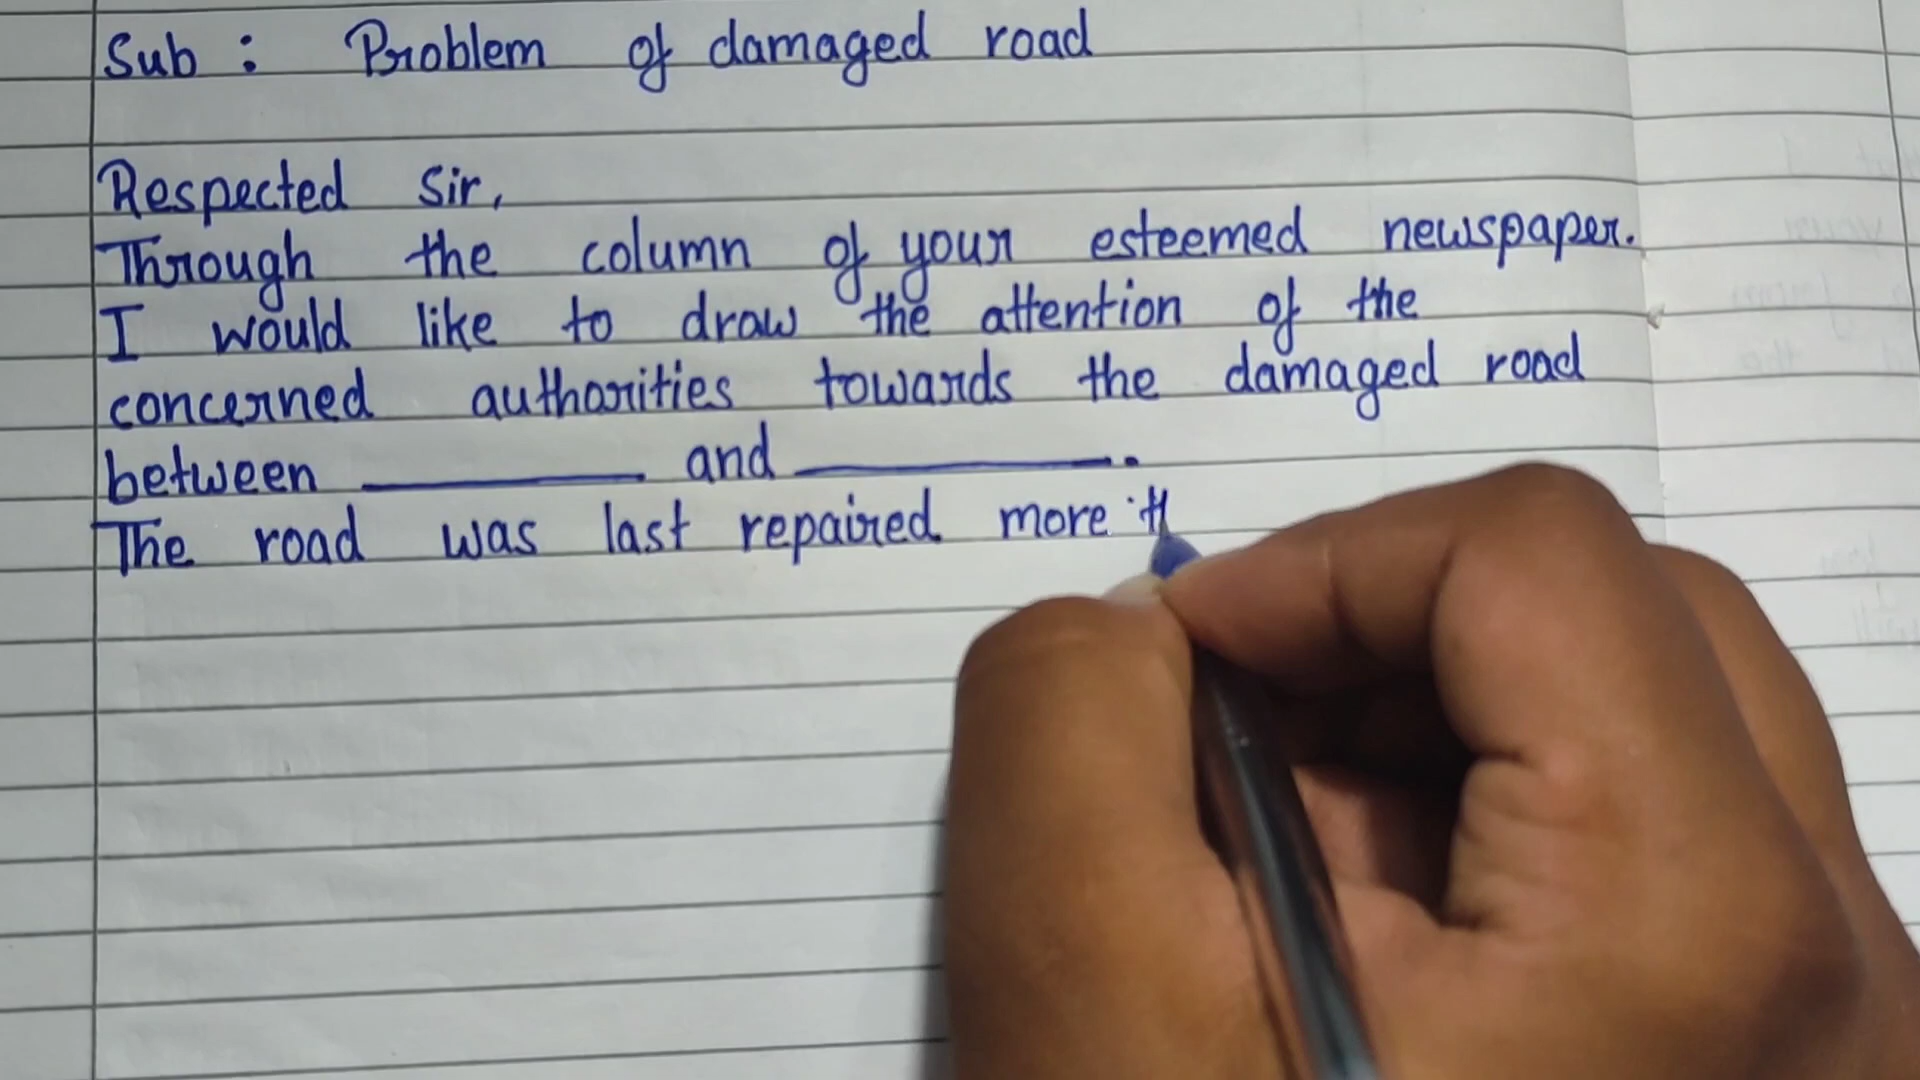 Sub : Problem of damaged road
Respected Sir,
Through the column of your esteemed newspaper.
I would like to draw the attention of the
concerned authorities towards the damaged road
between ________ and ________.
The road was last repaired more th